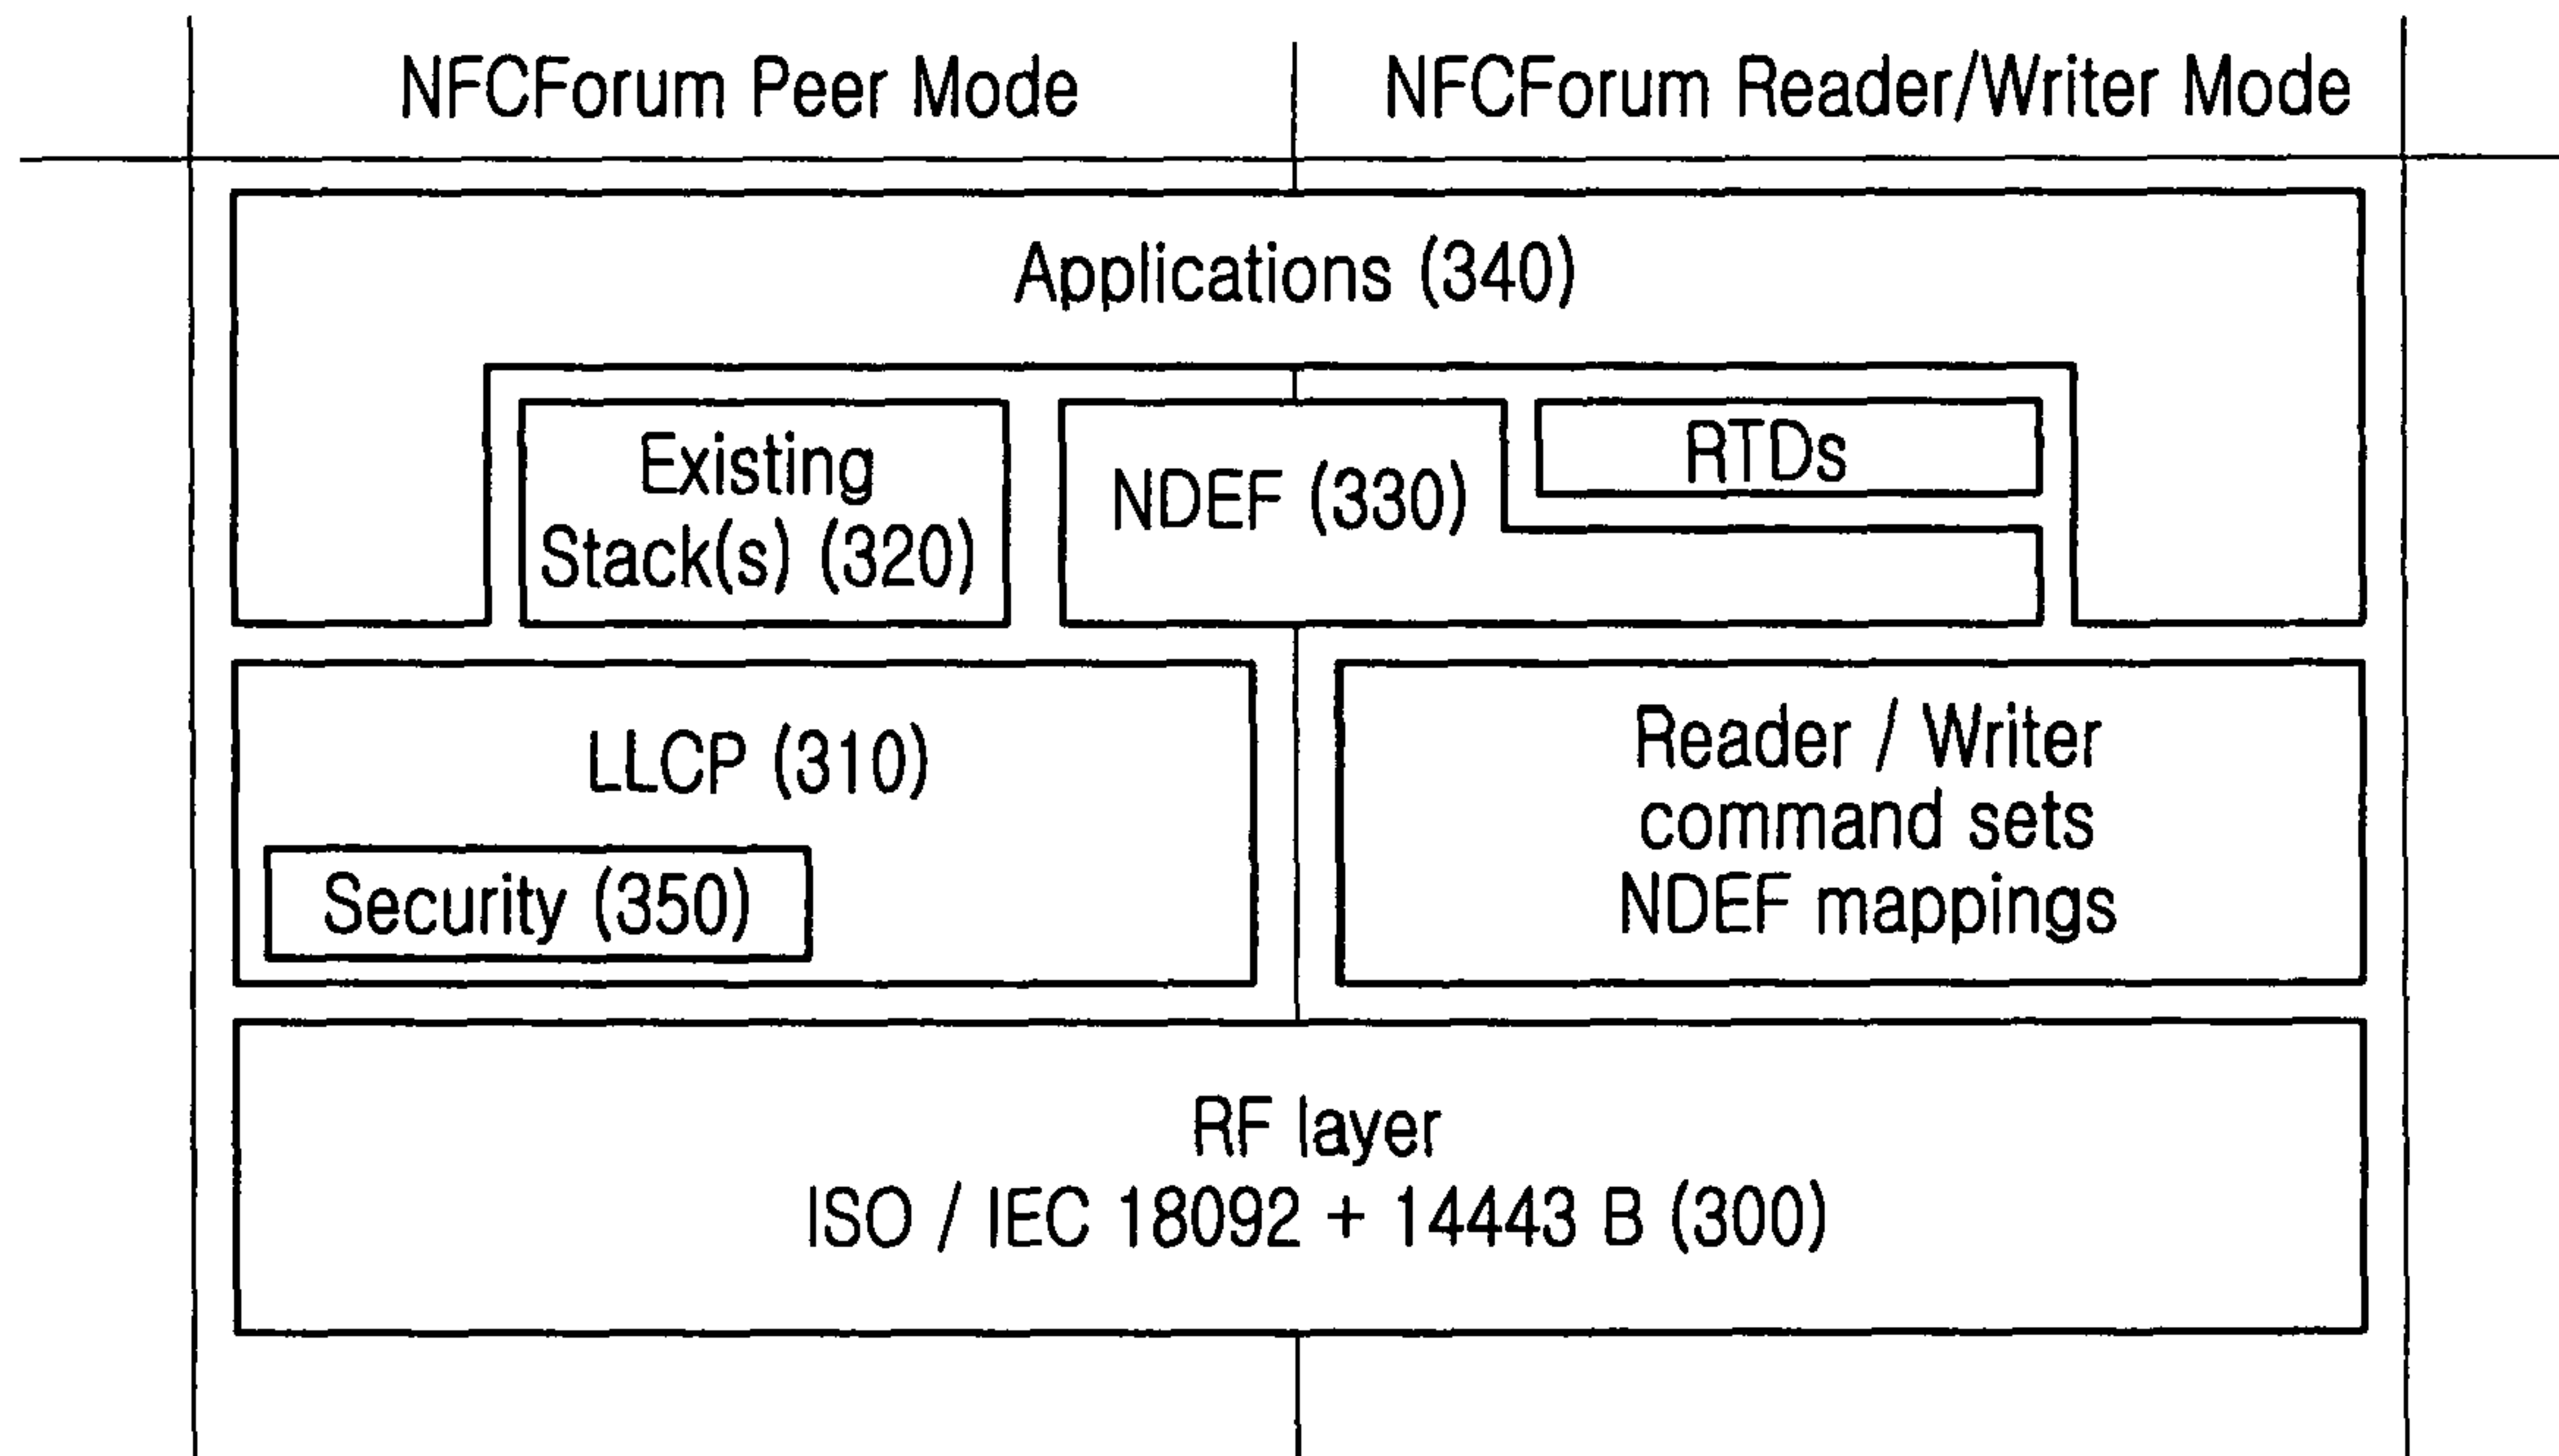 NFCForum Peer Mode
NFCForum Reader/Writer Mode
Applications (340)
Existing
Stack(s) (320)
NDEF (330)
RTDs
LLCP (310)
Security (350)
Reader / Writer
command sets
NDEF mappings
RF layer
ISO / IEC 18092 + 14443 B (300)